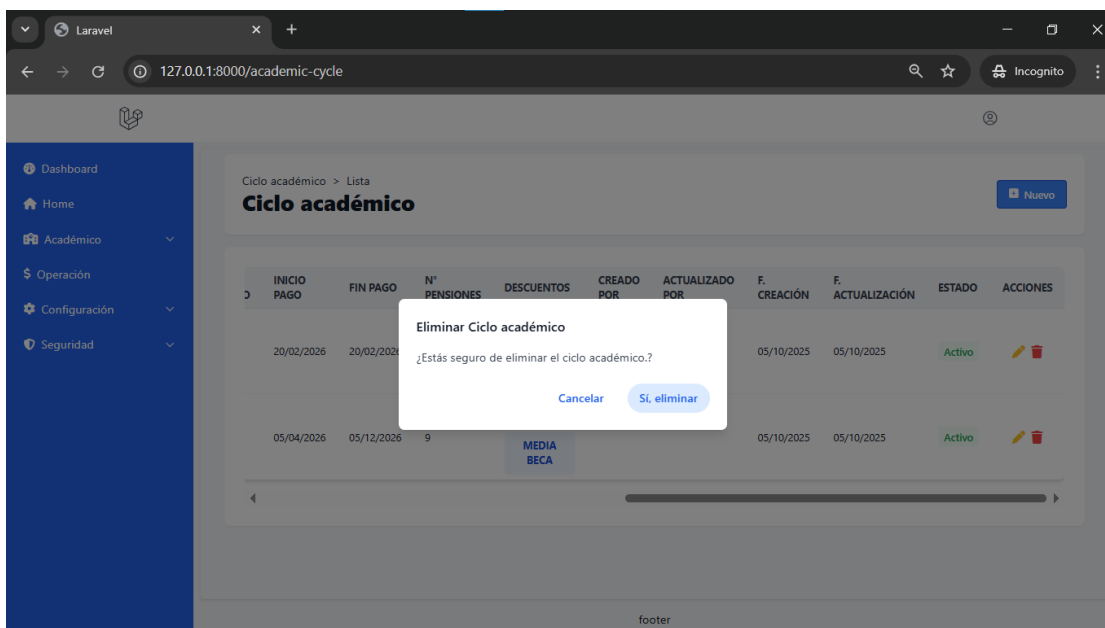 Laravel
127.0.0.1:8000/academic-cycle
Incognito
Dashboard
Home
Académico
$ Operación
Configuración
Seguridad
Ciclo académico > Lista
Ciclo académico
Nuevo
INICIO PAGO
FIN PAGO
N° PENSIONES
DESCUENTOS
CREADO POR
ACTUALIZADO POR
F. CREACIÓN
F. ACTUALIZACIÓN
ESTADO
ACCIONES
20/02/2026 20/02/2026
05/10/2025 05/10/2025 Activo
Eliminar Ciclo académico
¿Estás seguro de eliminar el ciclo académico.?
Cancelar Sí, eliminar
05/04/2026 05/12/2026 9
MEDIA
BECA
05/10/2025 05/10/2025 Activo
footer